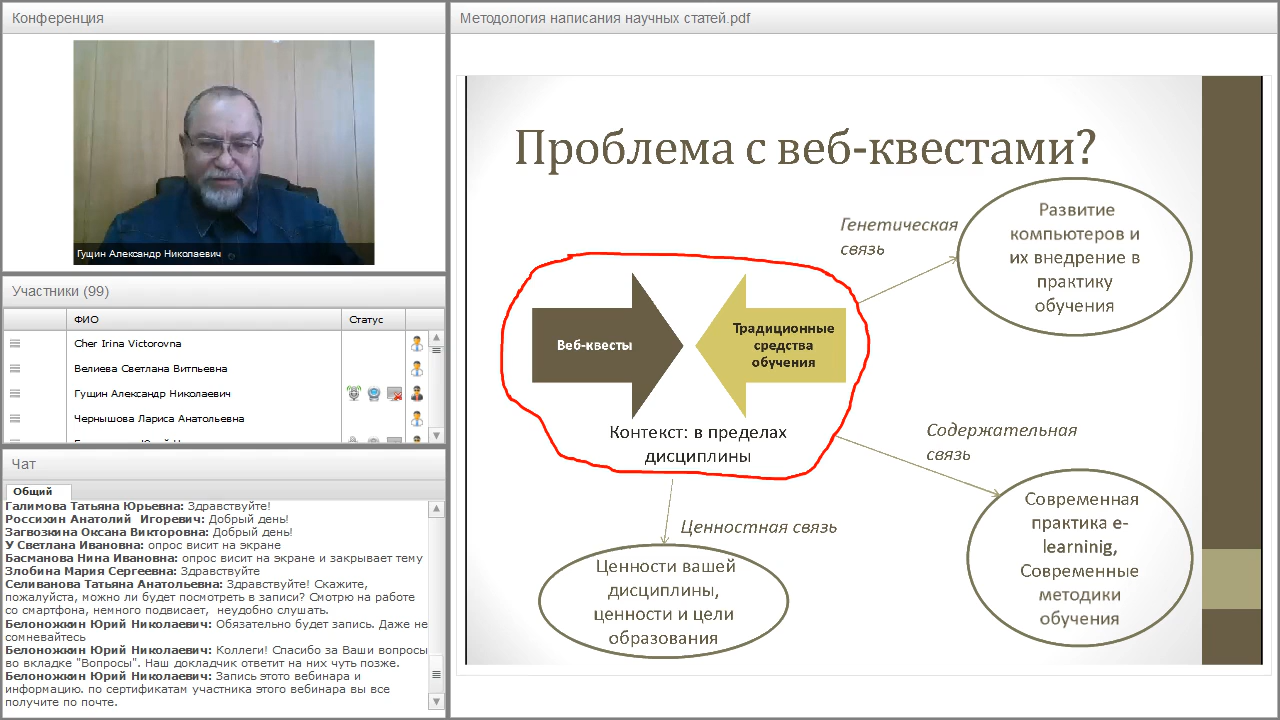 Конференция
Гущин Александр Николаевич
Участники (99)
ФИО
Статус
Cher Irina Victorovna
Велиева Светлана Витпьевна
Гущин Александр Николаевич
Чернышова Лариса Анатольевна
Чат
Общий
Галимова Татьяна Юрьевна: Здравствуйте!
Россихин Анатолий Игоревич: Добрый день!
Загвозкина Оксана Викторовна: Добрый день!
У Светлана Ивановна: опрос висит на экране
Басманова Нина Ивановна: опрос висит на экране и закрывает тему
Злобина Мария Сергеевна: Здравствуйте
Селиванова Татьяна Анатольевна: Здравствуйте! Скажите,
пожалуйста, можно ли будет посмотреть в записи? Смотрю на работе
со смартфона, немного подвисает, неудобно слушать.
Белоножкин Юрий Николаевич: Обязательно будет запись. Даже не
сомневайтесь
Белоножкин Юрий Николаевич: Коллеги! Спасибо за Ваши вопросы
во вкладке "Вопросы". Наш докладчик ответит на них чуть позже.
Белоножкин Юрий Николаевич: Запись этото вебинара и
информацию. по сертификатам участника этого вебинара вы все
получите по почте.
Методология написания научных статей.pdf
Проблема с веб-квестами?
Генетическая
связь
Развитие
компьютеров и
их внедрение в
практику
обучения
Веб-квесты
Традиционные
средства
обучения
Контекст: в пределах
дисциплины
Содержательная
связь
Современная
практика e-
learninig,
Современные
методики
обучения
Ценностная связь
Ценности вашей
дисциплины,
ценности и цели
образования